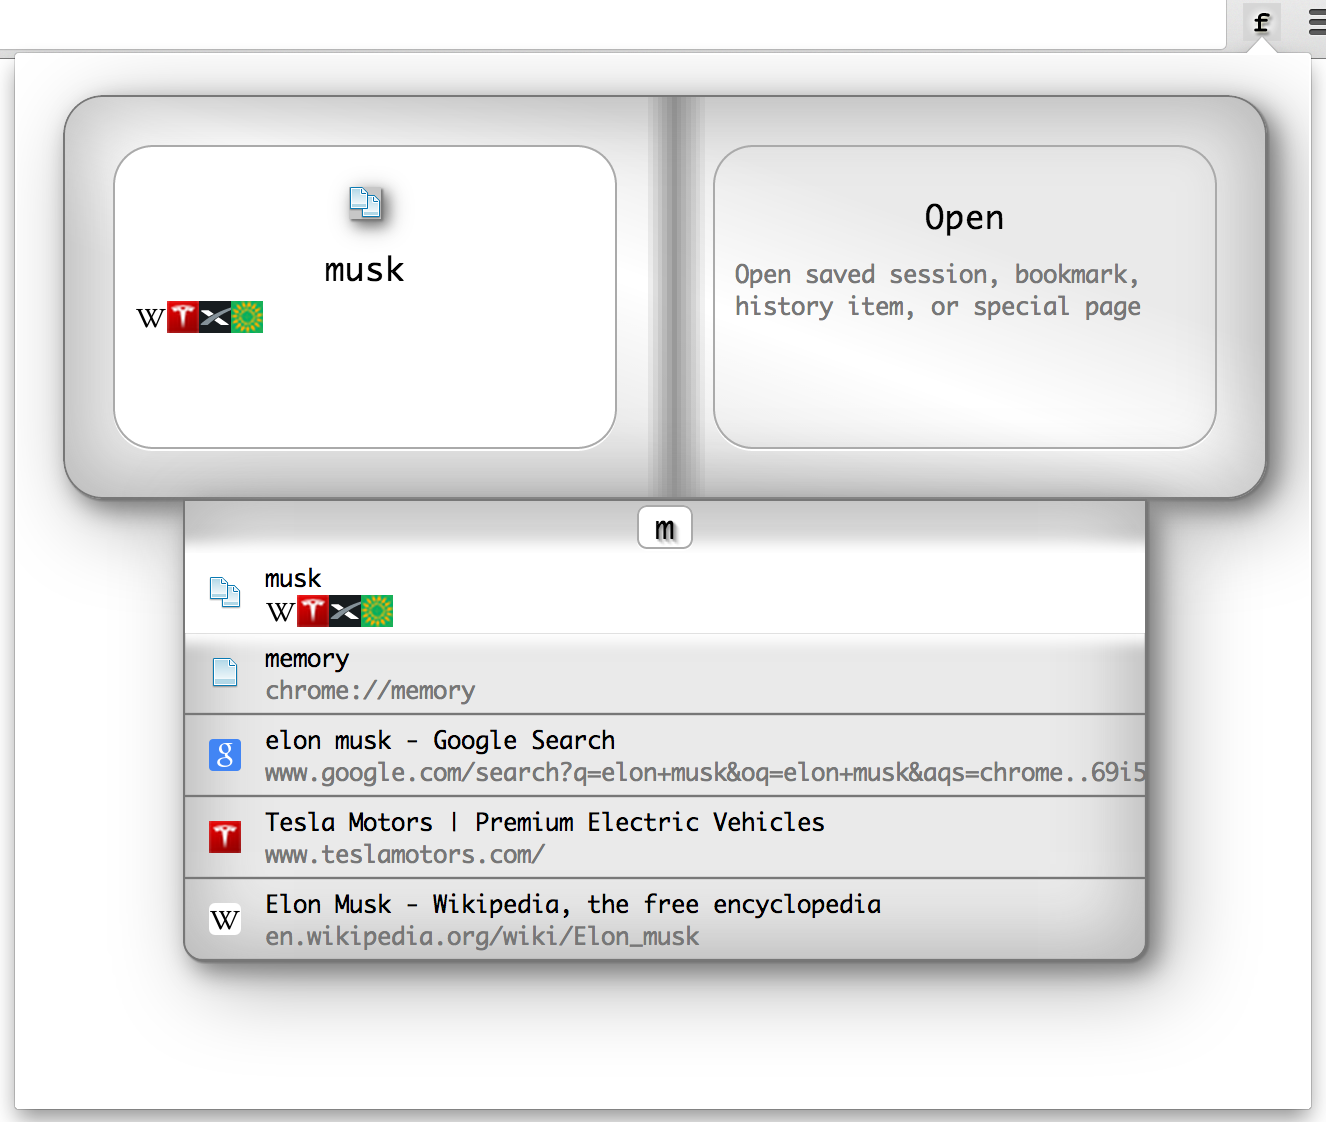 f
musk
W
Open
Open saved session, bookmark,
history item, or special page
m
musk
W
memory
chrome://memory
g
elon musk - Google Search
www.google.com/search?q=elon+musk&oq=elon+musk&aqs=chrome..69i5
Tesla Motors | Premium Electric Vehicles
www.teslamotors.com/
W
Elon Musk - Wikipedia, the free encyclopedia
en.wikipedia.org/wiki/Elon_musk